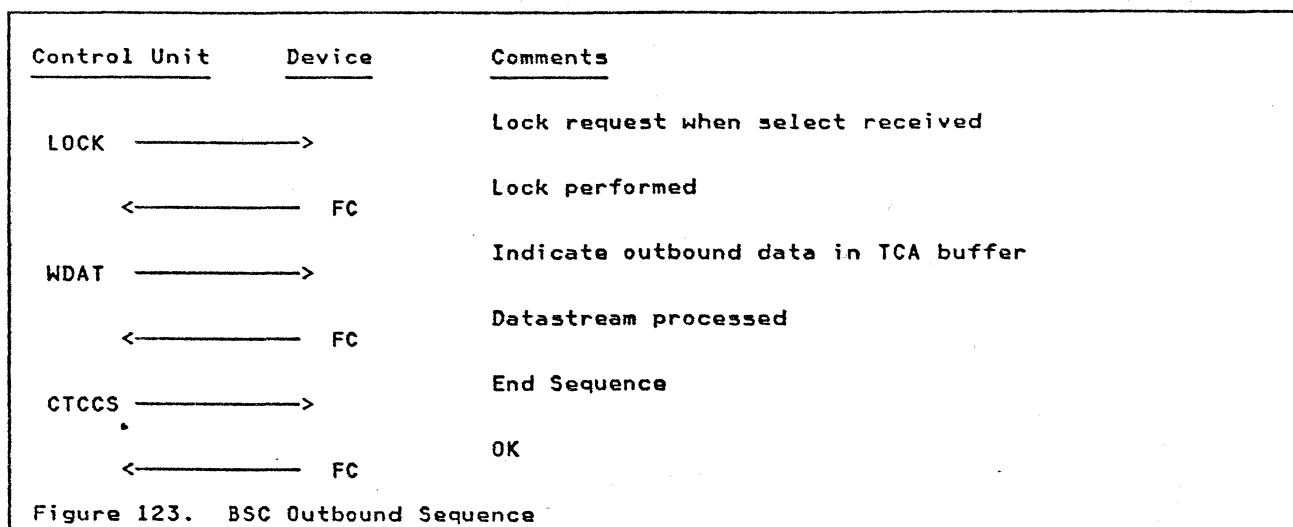 Control Unit Device Comments
Lock request when select received
LOCK ————————>
Lock performed
<———————— FC
Indicate outbound data in TCA buffer
WDAT ————————>
Datastream processed
<———————— FC
End Sequence
CTCCS ————————>
OK
<———————— FC
Figure 123. BSC Outbound Sequence